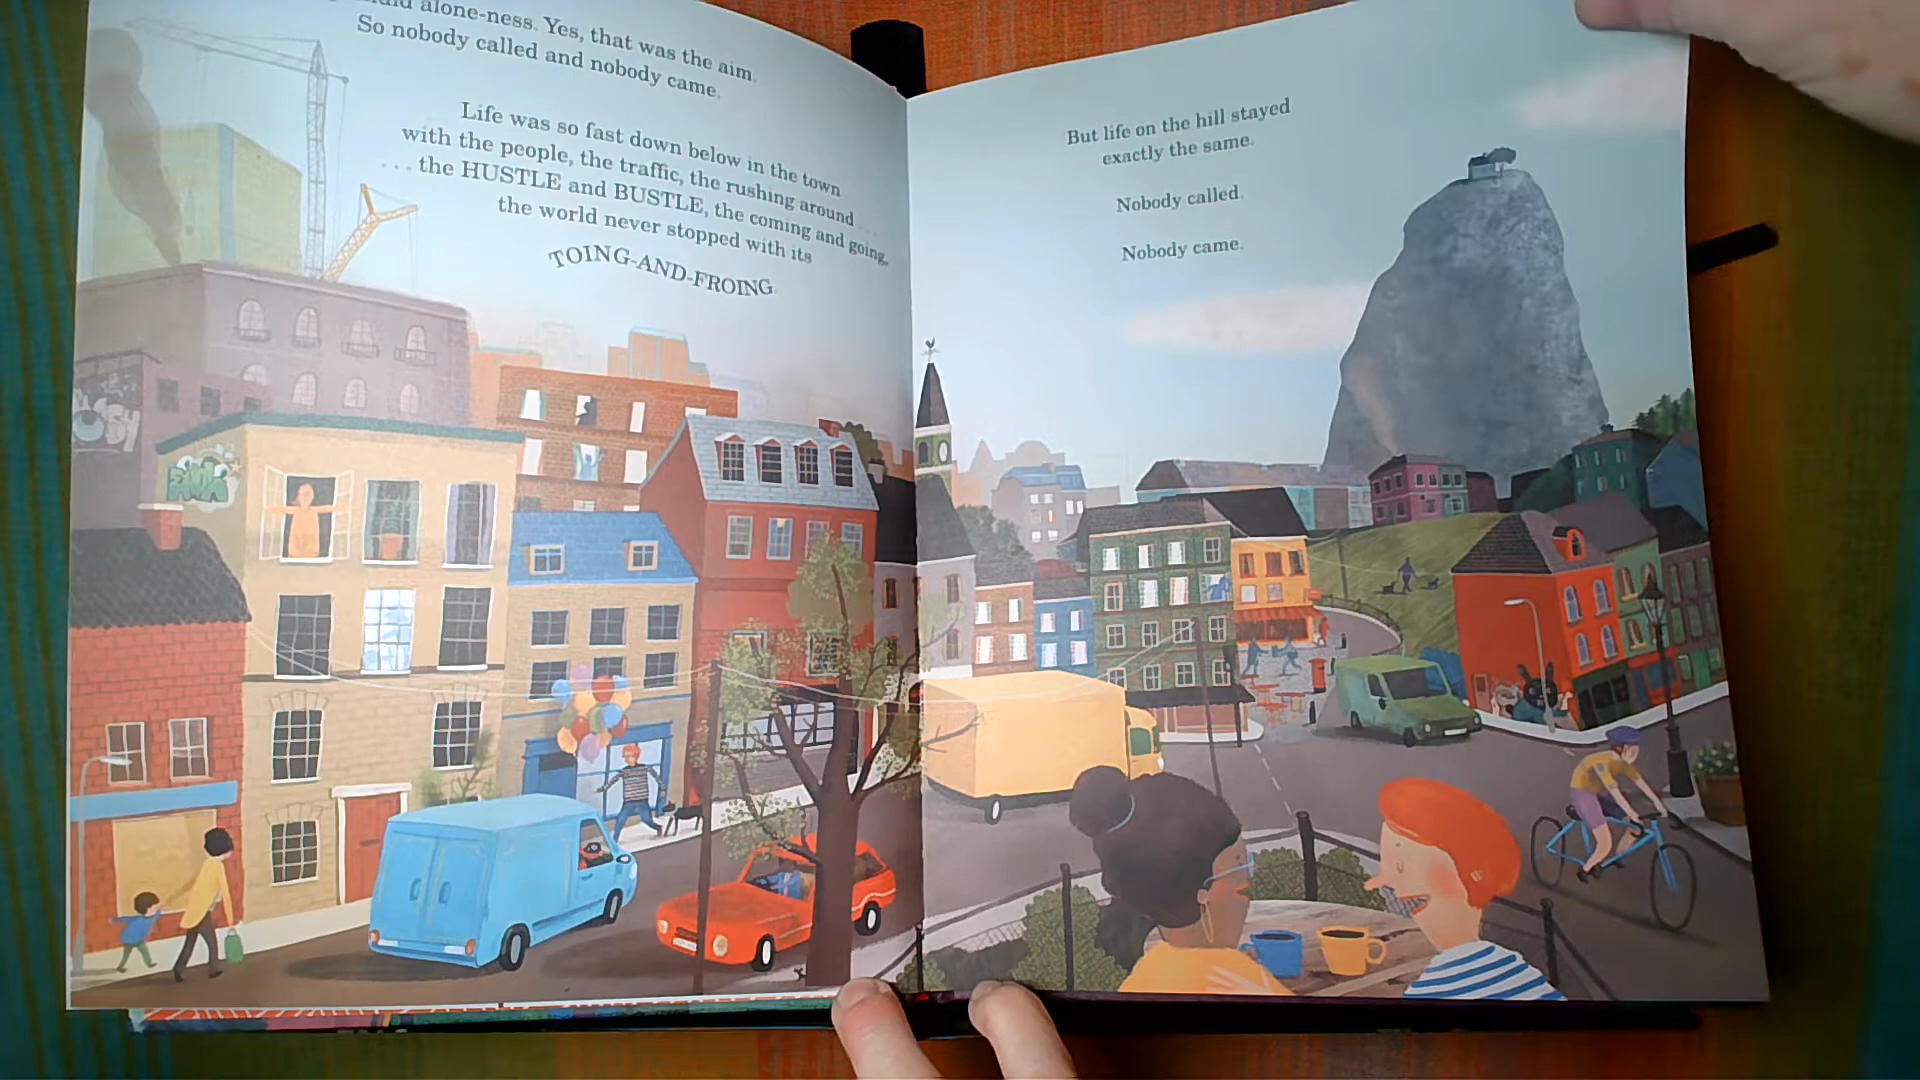 alone-ness. Yes, that was the aim.
So nobody called and nobody came.
Life was so fast down below in the town
with the people, the traffic, the rushing around ...
... the HUSTLE and BUSTLE, the coming and going,
the world never stopped with its
TOING-AND-FROING.
But life on the hill stayed
exactly the same.
Nobody called.
Nobody came.